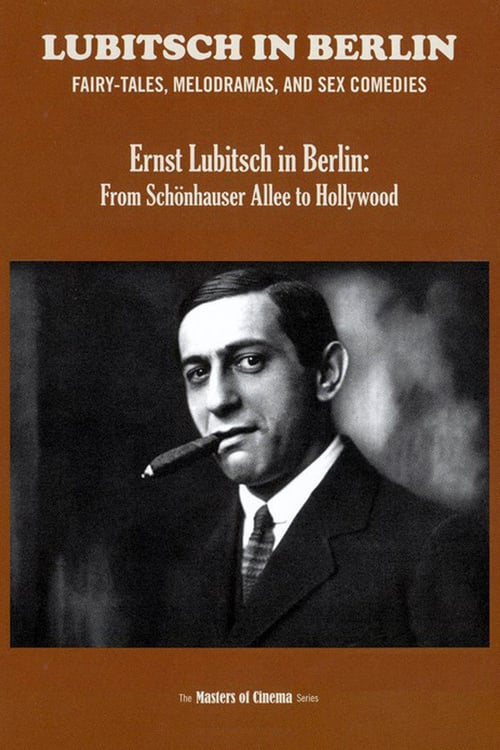 LUBITSCH IN BERLIN
FAIRY-TALES, MELODRAMAS, AND SEX COMEDIES
Ernst Lubitsch in Berlin:
From Schönhauser Allee to Hollywood
The Masters of Cinema Series